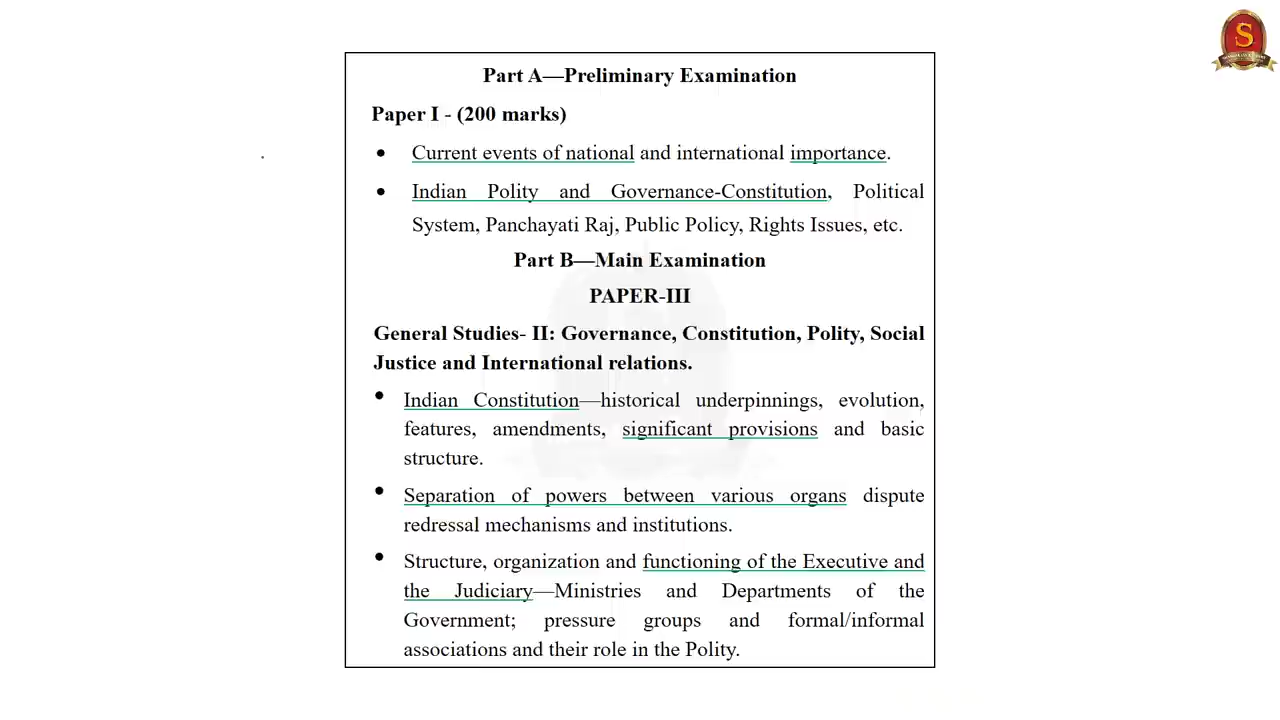 S
Part A—Preliminary Examination
Paper I - (200 marks)
• Current events of national and international importance.
• Indian Polity and Governance-Constitution, Political
System, Panchayati Raj, Public Policy, Rights Issues, etc.
Part B—Main Examination
PAPER-III
General Studies- II: Governance, Constitution, Polity, Social
Justice and International relations.
• Indian Constitution—historical underpinnings, evolution,
features, amendments, significant provisions and basic
structure.
• Separation of powers between various organs dispute
redressal mechanisms and institutions.
• Structure, organization and functioning of the Executive and
the Judiciary—Ministries and Departments of the
Government; pressure groups and formal/informal
associations and their role in the Polity.